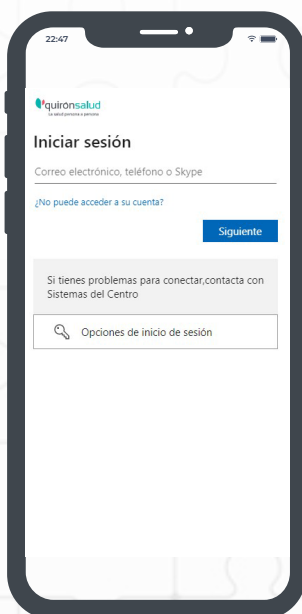 22:47
quirónsalud
La salud persona a persona
Iniciar sesión
Correo electrónico, teléfono o Skype
¿No puede acceder a su cuenta?
Siguiente
Si tienes problemas para conectar,contacta con
Sistemas del Centro
Opciones de inicio de sesión